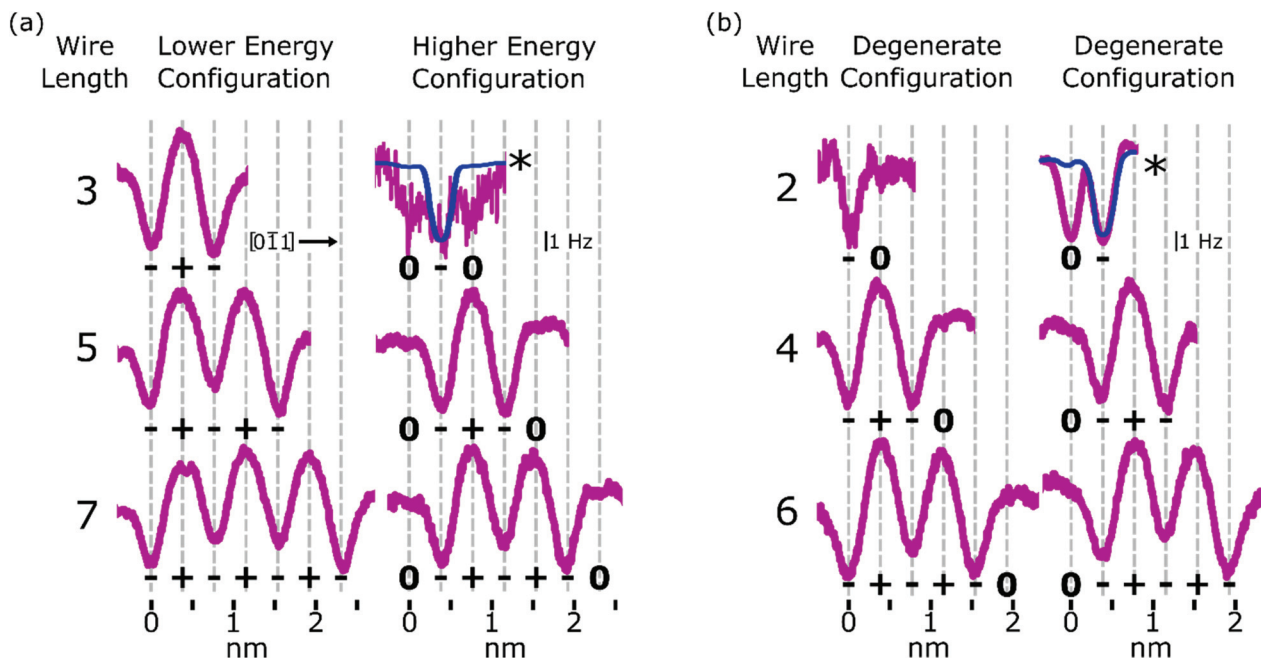 (a)
Wire Length
Lower Energy Configuration
Higher Energy Configuration
3
- + -
[01̄1]
*
0 - 0
1 Hz
5
- + - + -
0 - + - 0
7
- + - + - + -
0 - + - + - 0
0 1 2
nm
0 1 2
nm
(b)
Wire Length
Degenerate Configuration
Degenerate Configuration
2
- 0
*
0 -
1 Hz
4
- + - 0
0 - + -
6
- + - + - 0
0 - + - + -
0 1 2
nm
0 1 2
nm